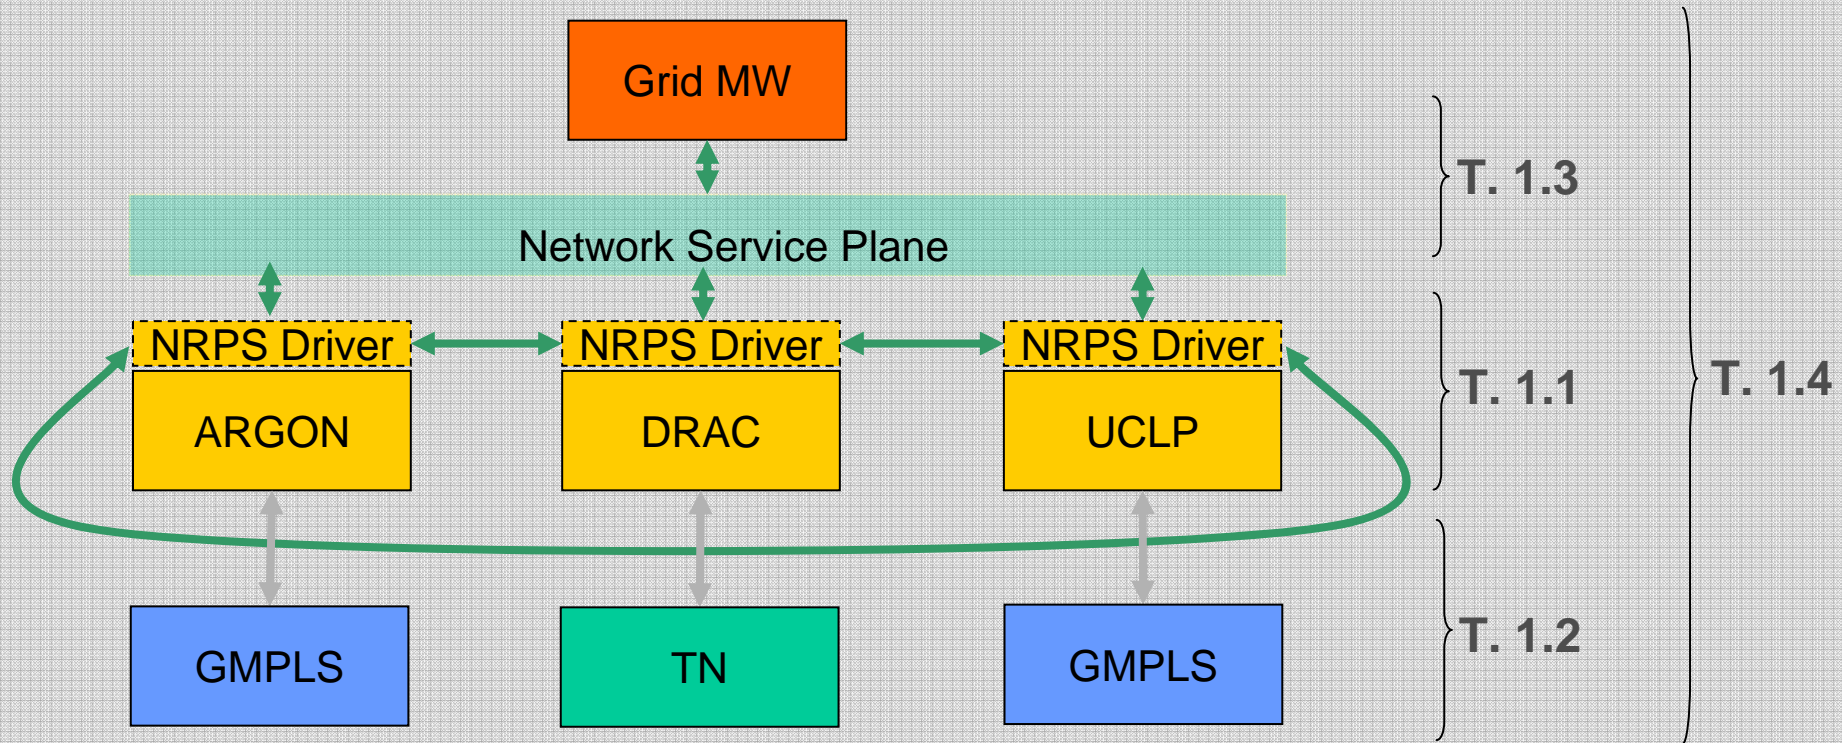 Grid MW
T. 1.3
Network Service Plane
NRPS Driver
NRPS Driver
NRPS Driver
T. 1.1
T. 1.4
ARGON
DRAC
UCLP
T. 1.2
GMPLS
TN
GMPLS